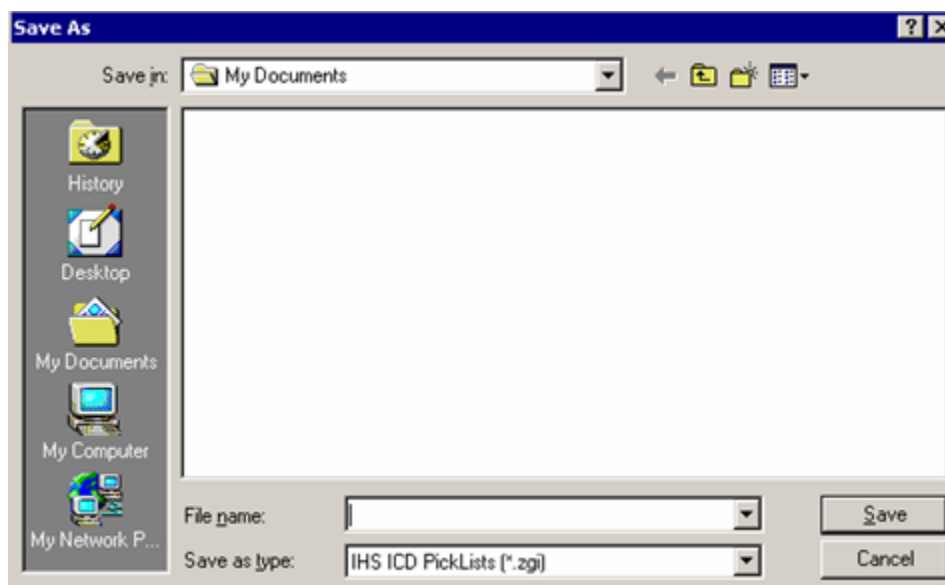 Save As
Save in: My Documents
History
Desktop
My Documents
My Computer
My Network P...
File name: Save
Save as type: IHS ICD PickLists (*.zgi) Cancel